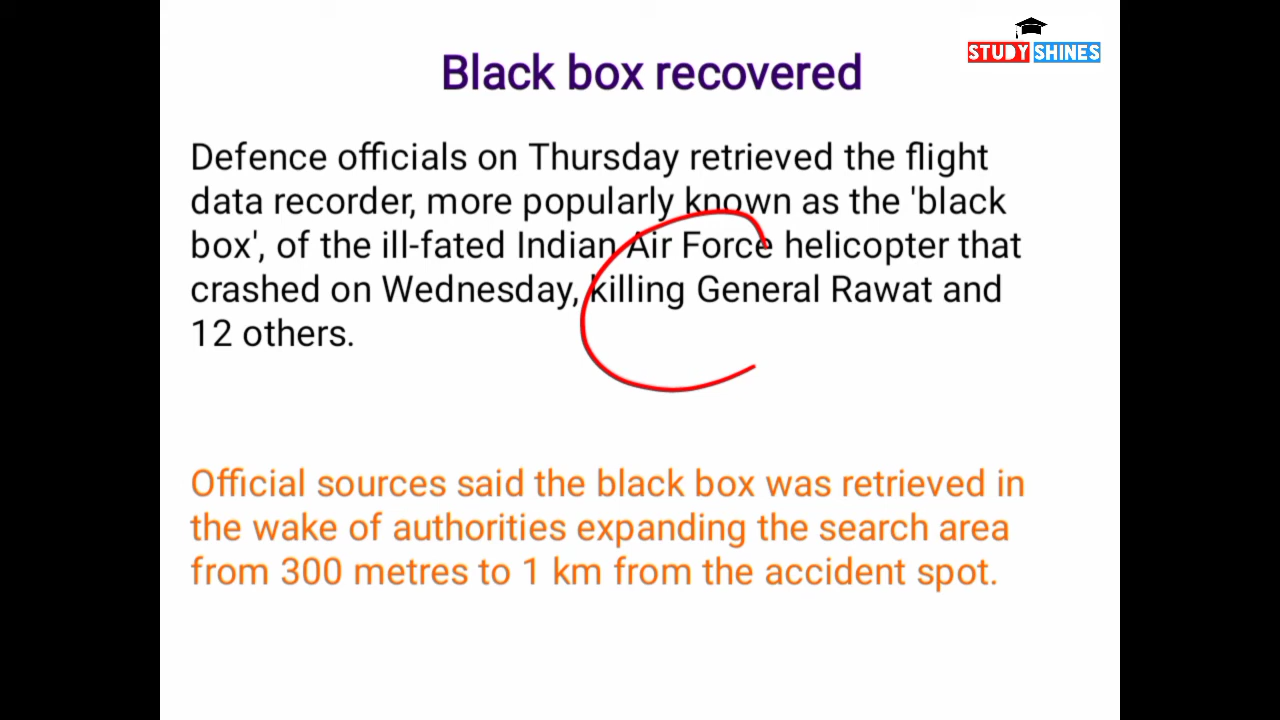 STUDY SHINES
Black box recovered
Defence officials on Thursday retrieved the flight
data recorder, more popularly known as the 'black
box', of the ill-fated Indian Air Force helicopter that
crashed on Wednesday, killing General Rawat and
12 others.
Official sources said the black box was retrieved in
the wake of authorities expanding the search area
from 300 metres to 1 km from the accident spot.